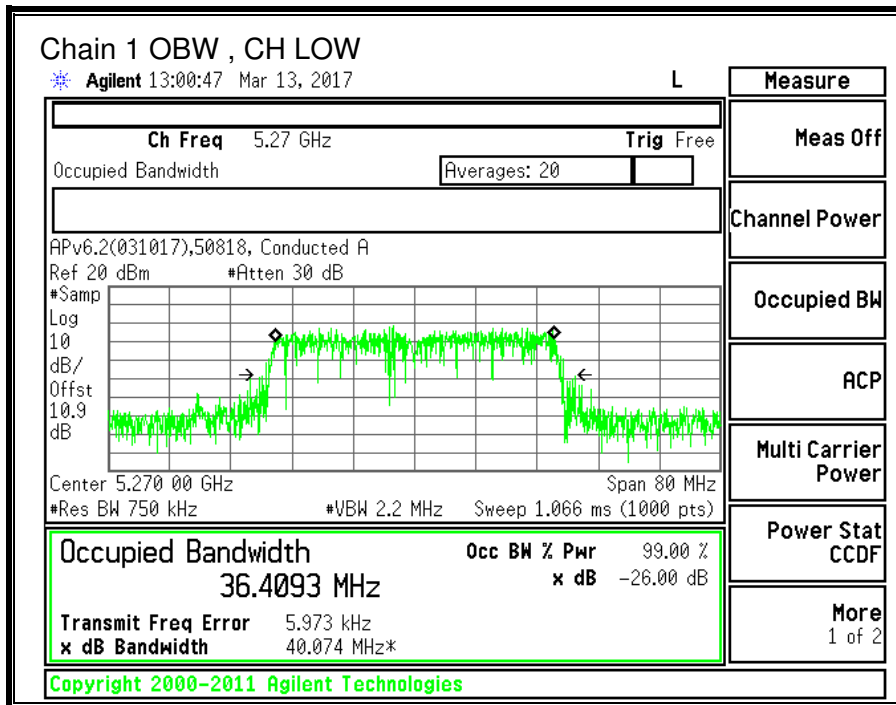 Chain 1 OBW , CH LOW
Agilent 13:00:47 Mar 13, 2017 L
Measure
Ch Freq 5.27 GHz Trig Free
Occupied Bandwidth Averages: 20
Meas Off
Channel Power
Occupied BW
ACP
Multi Carrier
Power
Power Stat
CCDF
More
1 of 2
APv6.2(031017),50818, Conducted A
Ref 20 dBm #Atten 30 dB
#Samp
Log
10
dB/
Offst
10.9
dB
Center 5.270 00 GHz Span 80 MHz
#Res BW 750 kHz #VBW 2.2 MHz Sweep 1.066 ms (1000 pts)
Occupied Bandwidth Occ BW % Pwr 99.00 %
36.4093 MHz x dB -26.00 dB
Transmit Freq Error 5.973 kHz
x dB Bandwidth 40.074 MHz*
Copyright 2000-2011 Agilent Technologies